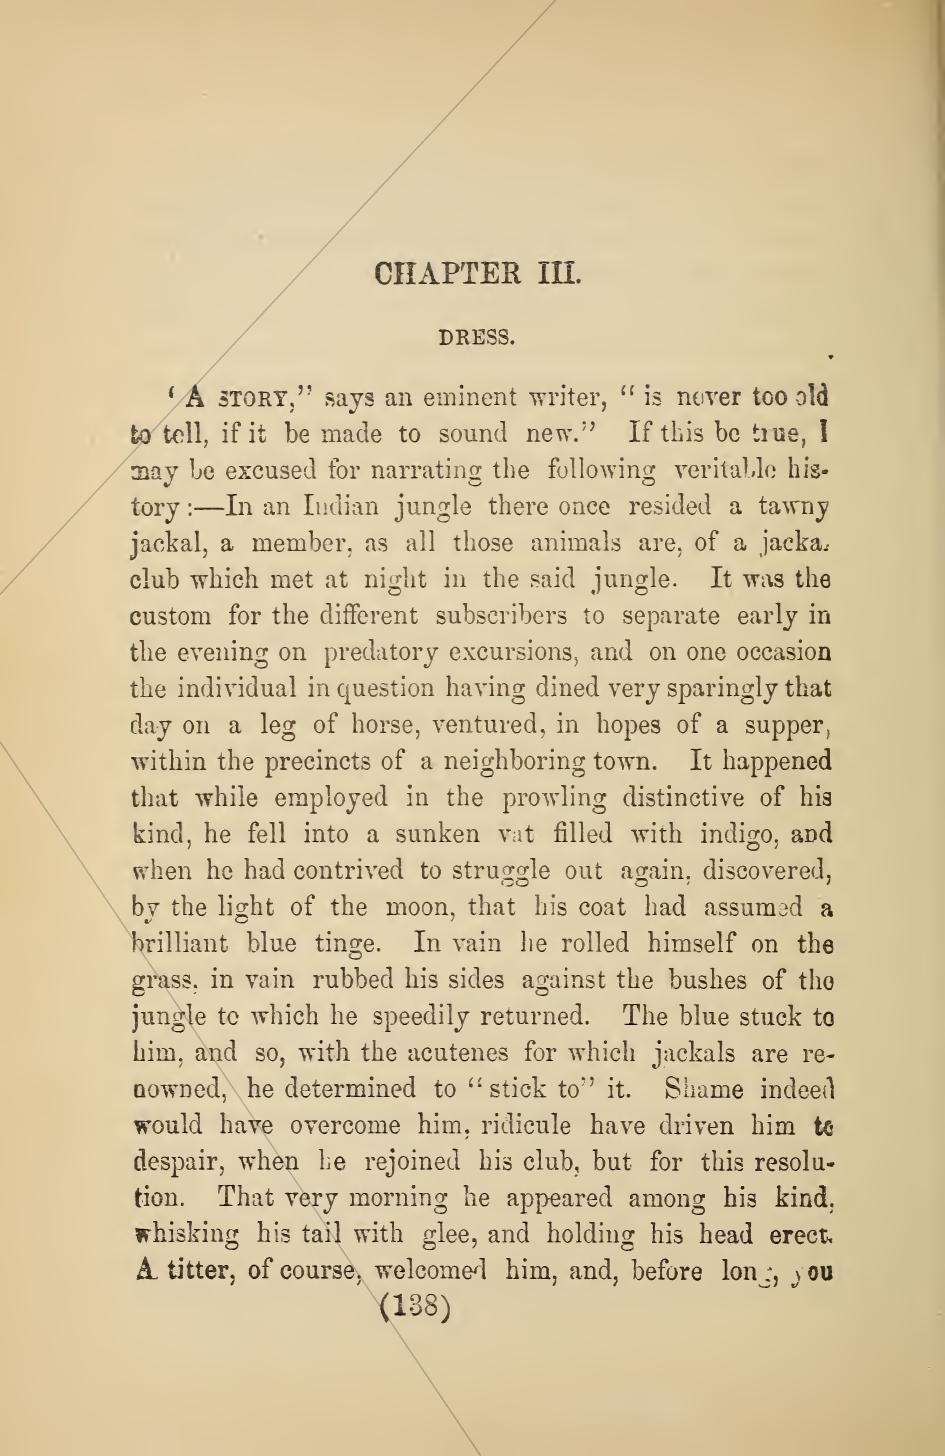 CHAPTER III.
DRESS.
‘ A STORY,” says an eminent writer, “ is never too old
to tell, if it be made to sound new.” If this be true, I
may be excused for narrating the following veritable his-
tory :—In an Indian jungle there once resided a tawny
jackal, a member, as all those animals are, of a jackal
club which met at night in the said jungle. It was the
custom for the different subscribers to separate early in
the evening on predatory excursions, and on one occasion
the individual in question having dined very sparingly that
day on a leg of horse, ventured, in hopes of a supper,
within the precincts of a neighboring town. It happened
that while employed in the prowling distinctive of his
kind, he fell into a sunken vat filled with indigo, and
when he had contrived to struggle out again, discovered,
by the light of the moon, that his coat had assumed a
brilliant blue tinge. In vain he rolled himself on the
grass, in vain rubbed his sides against the bushes of the
jungle to which he speedily returned. The blue stuck to
him, and so, with the acutenes for which jackals are re-
nowned, he determined to “ stick to” it. Shame indeed
would have overcome him, ridicule have driven him to
despair, when he rejoined his club, but for this resolu-
tion. That very morning he appeared among his kind,
whisking his tail with glee, and holding his head erect.
A titter, of course, welcomed him, and, before long, you
(138)